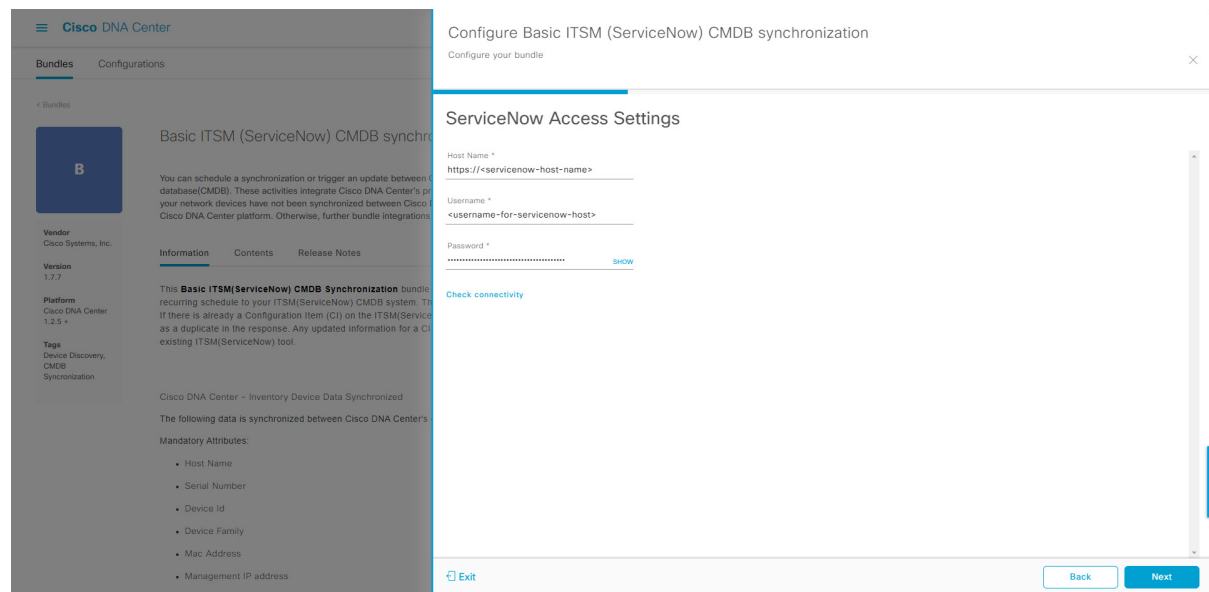 Cisco DNA Center
Bundles Configurations
< Bundles
B
Vendor
Cisco Systems, Inc.
Version
1.7.7
Platform
Cisco DNA Center
1.2.5 +
Tags
Device Discovery,
CMDB
Syncronization
Basic ITSM (ServiceNow) CMDB synchro
You can schedule a synchronization or trigger an update between
database(CMDB). These activities integrate Cisco DNA Center's pr
your network devices have not been synchronized between Cisco
Cisco DNA Center platform. Otherwise, further bundle integrations
Information Contents Release Notes
This Basic ITSM(ServiceNow) CMDB Synchronization bundle
recurring schedule to your ITSM(ServiceNow) CMDB system. Th
If there is already a Configuration Item (CI) on the ITSM(Service
as a duplicate in the response. Any updated information for a CI
existing ITSM(ServiceNow) tool.
Cisco DNA Center - Inventory Device Data Synchronized
The following data is synchronized between Cisco DNA Center's
Mandatory Attributes:
• Host Name
• Serial Number
• Device Id
• Device Family
• Mac Address
• Management IP address
Configure Basic ITSM (ServiceNow) CMDB synchronization
Configure your bundle
ServiceNow Access Settings
Host Name *
https://<servicenow-host-name>
Username *
<username-for-servicenow-host>
Password *
SHOW
Check connectivity
Exit
Back Next